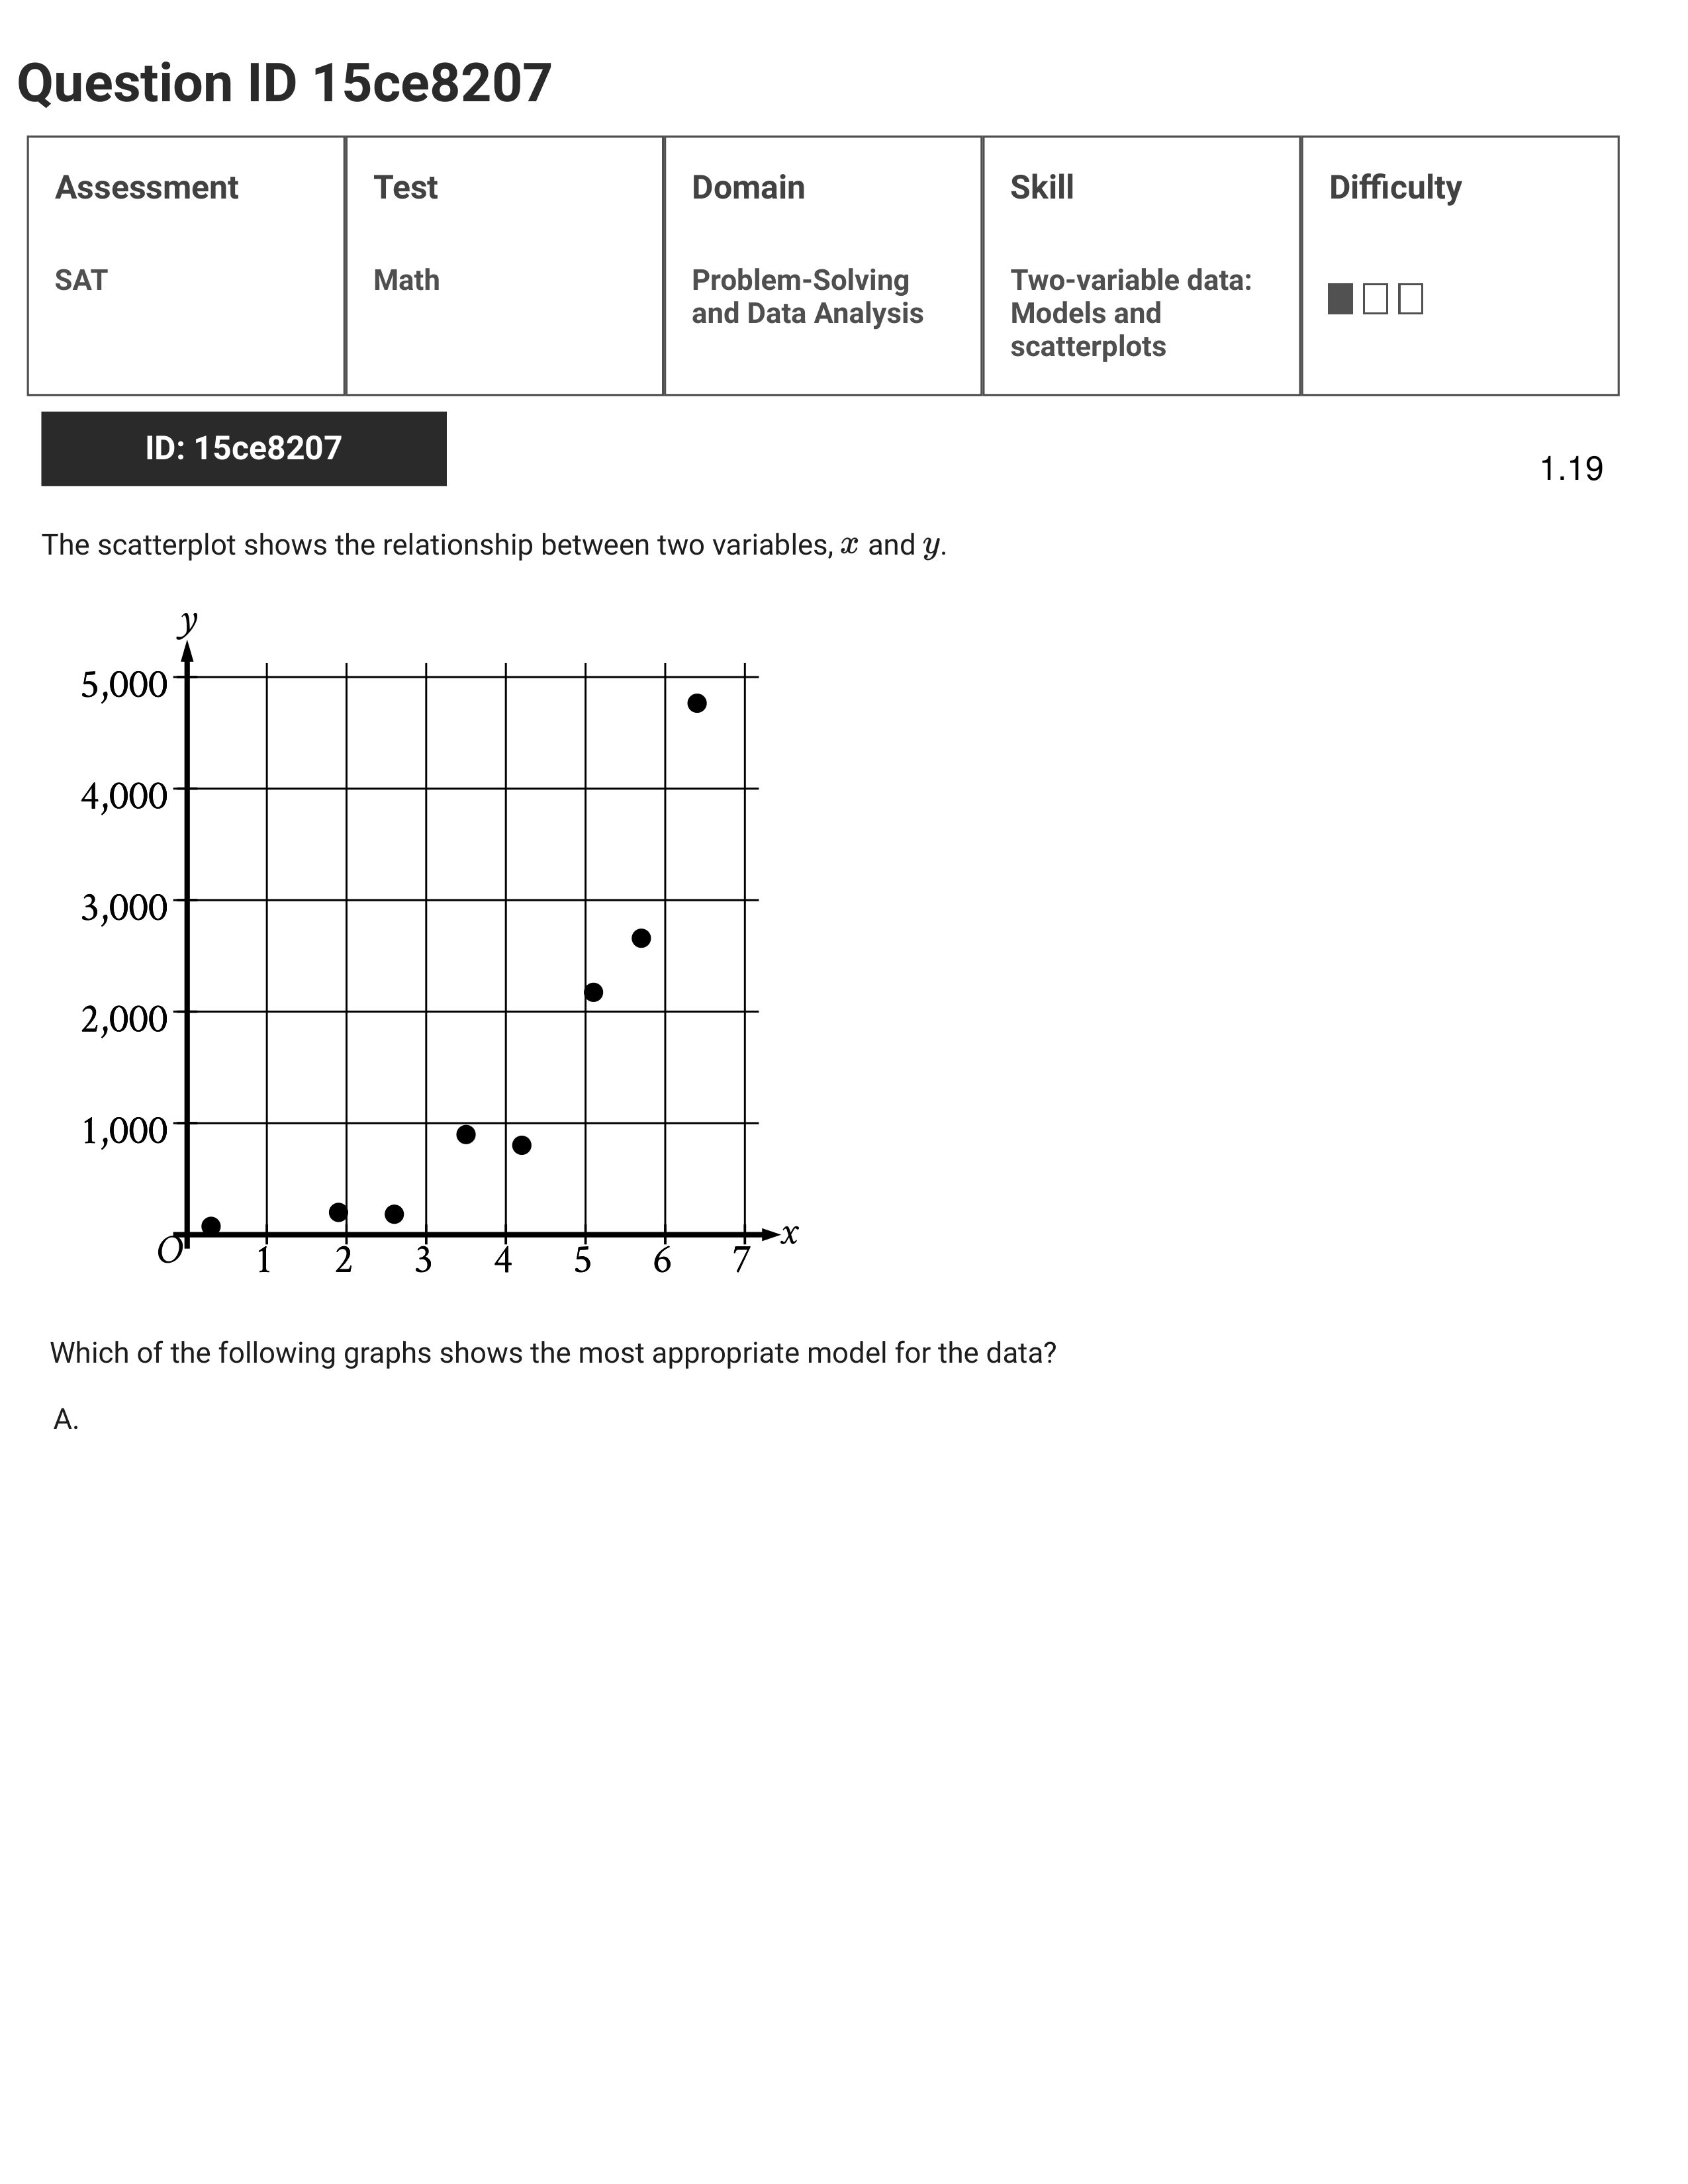 Question ID 15ce8207
Assessment
Test
Domain
Skill
Difficulty
SAT
Math
Problem-Solving
and Data Analysis
Two-variable data:
Models and
scatterplots
ID: 15ce8207
1.19
The scatterplot shows the relationship between two variables, x and y.
y
5,000
4,000
3,000
2,000
1,000
O
1 2 3 4 5 6 7
x
Which of the following graphs shows the most appropriate model for the data?
A.